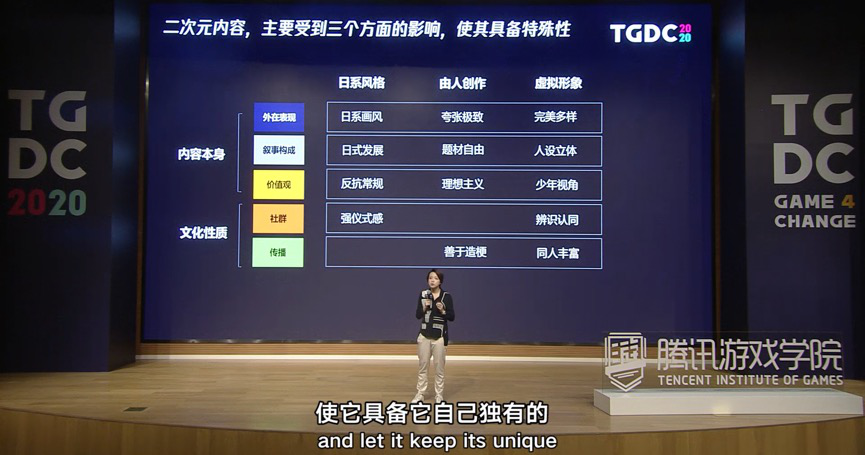 二次元内容，主要受到三个方面的影响，使其具备特殊性
TGDC 2020
日系风格 由人创作 虚拟形象
外在表现 日系画风 夸张极致 完美多样
内容本身
叙事构成 日式发展 题材自由 人设立体
价值观 反抗常规 理想主义 少年视角
社群 强仪式感 辨识认同
文化性质
传播 善于造梗 同人丰富
TG
DC
2020
TG
DC
GAME 4
CHANGE
腾讯游戏学院
TENCENT INSTITUTE OF GAMES
使它具备它自己独有的
and let it keep its unique